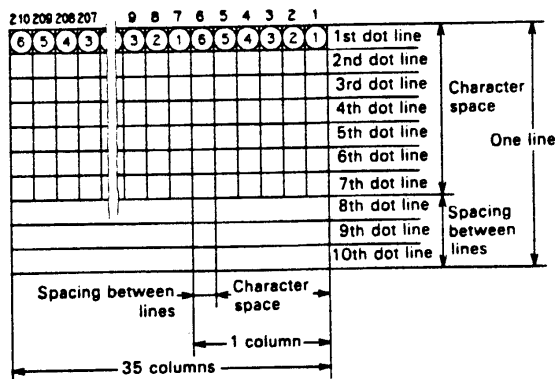 210 209 208 207 9 8 7 6 5 4 3 2 1
6 5 4 3 3 2 1 6 5 4 3 2 1 1st dot line
2nd dot line
3rd dot line
Character
4th dot line
space
5th dot line
One line
6th dot line
7th dot line
8th dot line
Spacing
9th dot line
between
lines
10th dot line
Spacing between
lines
Character
space
1 column
35 columns